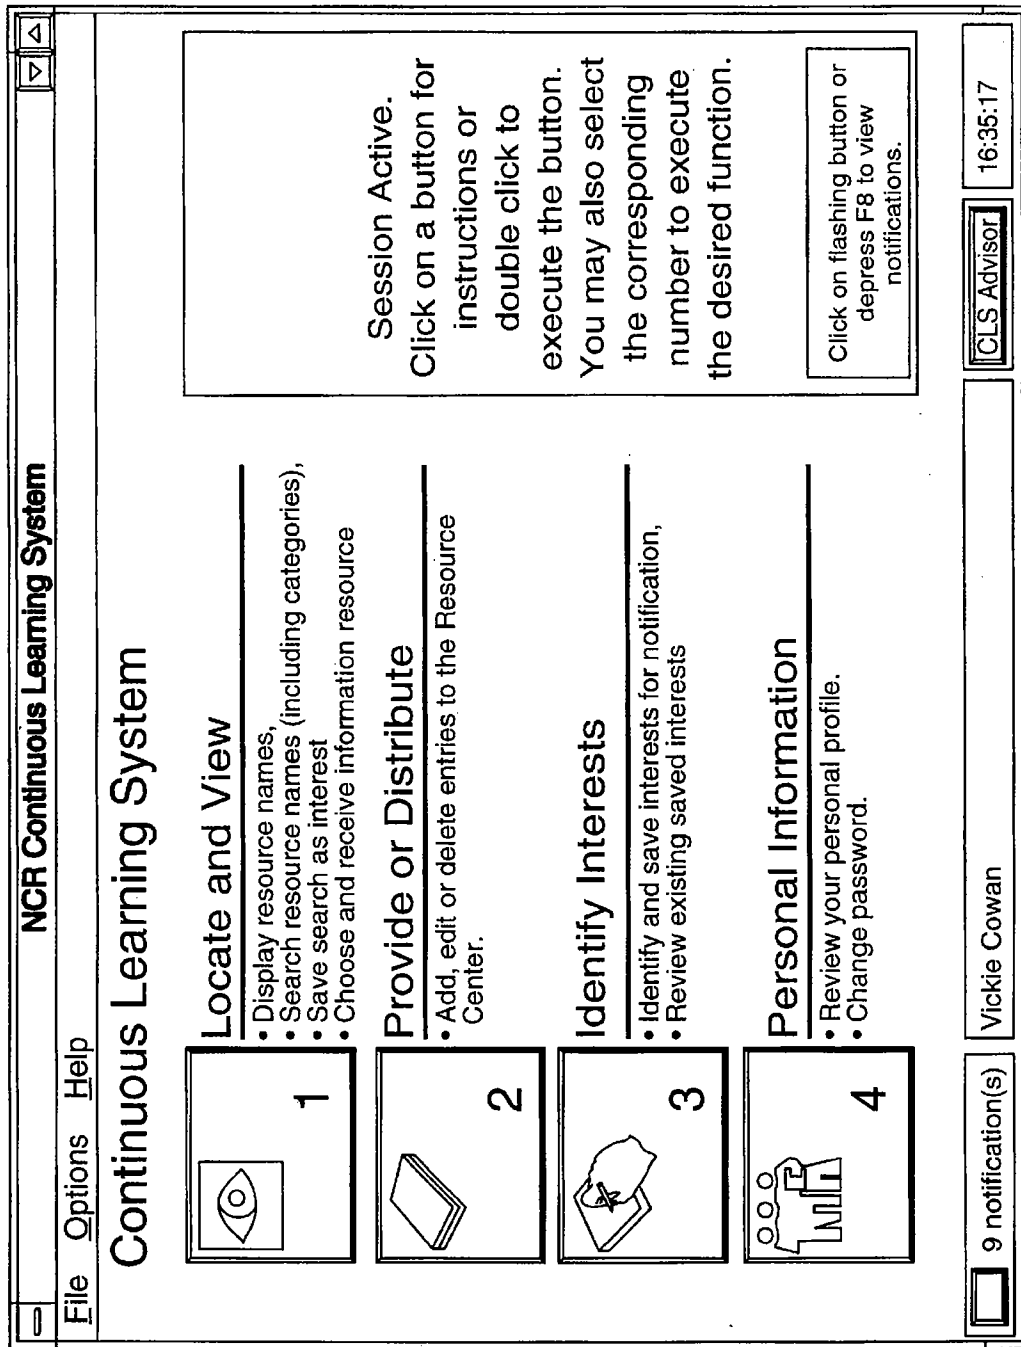 NCR Continuous Learning System
File Options Help
Continuous Learning System
1
Locate and View
• Display resource names,
• Search resource names (including categories),
• Save search as interest
• Choose and receive information resource
2
Provide or Distribute
• Add, edit or delete entries to the Resource
Center.
3
Identify Interests
• Identify and save interests for notification,
• Review existing saved interests
4
Personal Information
• Review your personal profile.
• Change password.
Session Active.
Click on a button for
instructions or
double click to
execute the button.
You may also select
the corresponding
number to execute
the desired function.
Click on flashing button or
depress F8 to view
notifications.
9 notification(s)
Vickie Cowan
CLS Advisor
16:35:17